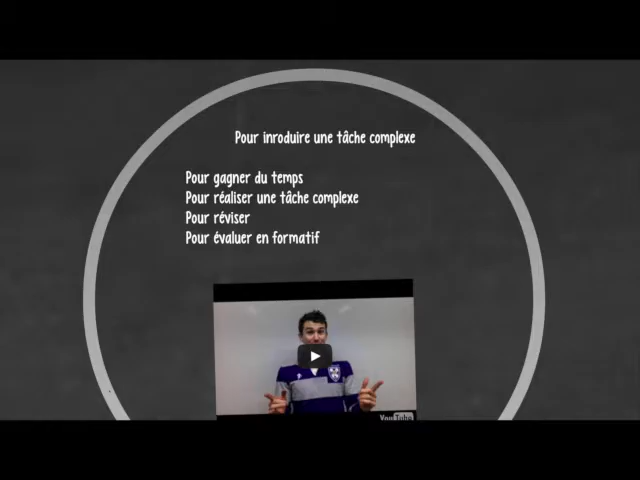 Pour inroduire une tâche complexe
Pour gagner du temps
Pour réaliser une tâche complexe
Pour réviser
Pour évaluer en formatif
YouTube